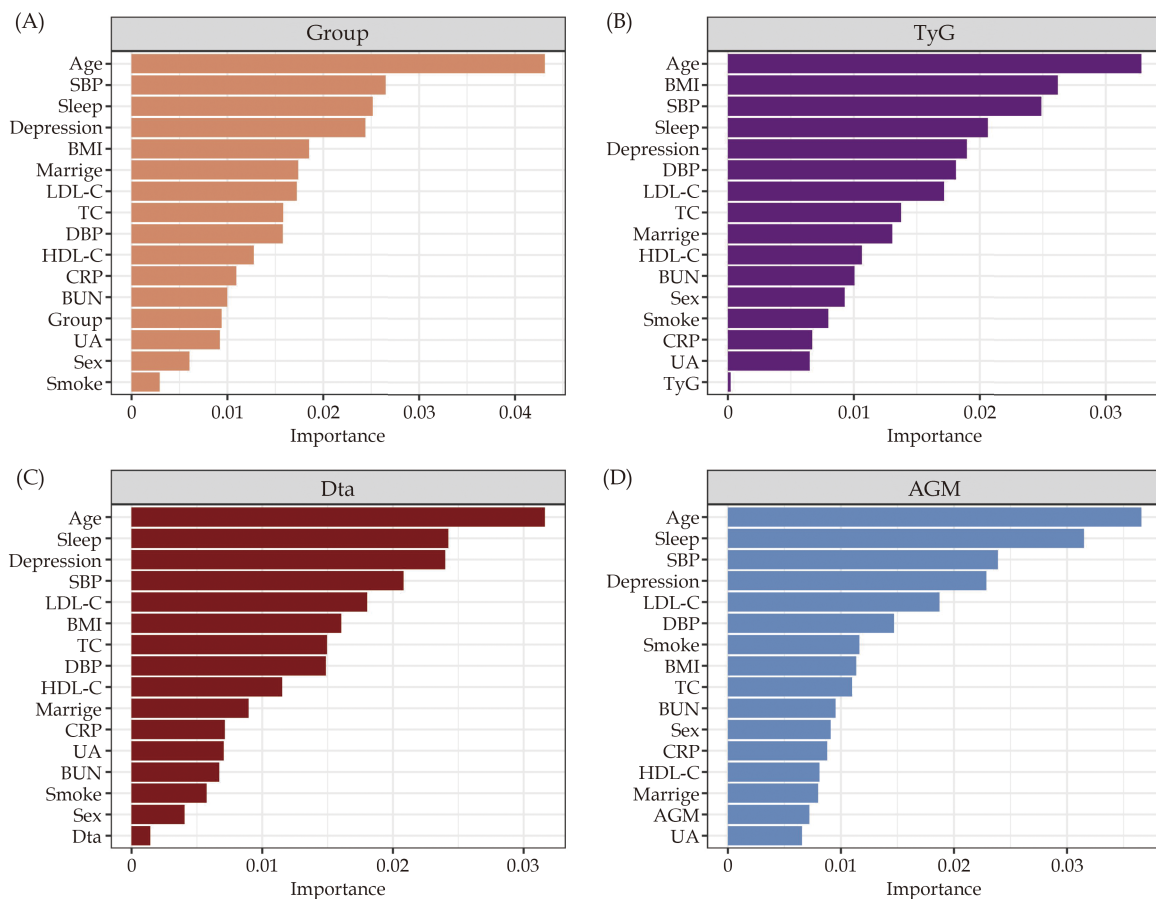 (A)
Group
Age
SBP
Sleep
Depression
BMI
Marrige
LDL-C
TC
DBP
HDL-C
CRP
BUN
Group
UA
Sex
Smoke
0 0.01 0.02 0.03 0.04
Importance
(B)
TyG
Age
BMI
SBP
Sleep
Depression
DBP
LDL-C
TC
Marrige
HDL-C
BUN
Sex
Smoke
CRP
UA
TyG
0 0.01 0.02 0.03
Importance
(C)
Dta
Age
Sleep
Depression
SBP
LDL-C
BMI
TC
DBP
HDL-C
Marrige
CRP
UA
BUN
Smoke
Sex
Dta
0 0.01 0.02 0.03
Importance
(D)
AGM
Age
Sleep
SBP
Depression
LDL-C
DBP
Smoke
BMI
TC
BUN
Sex
CRP
HDL-C
Marrige
AGM
UA
0 0.01 0.02 0.03
Importance